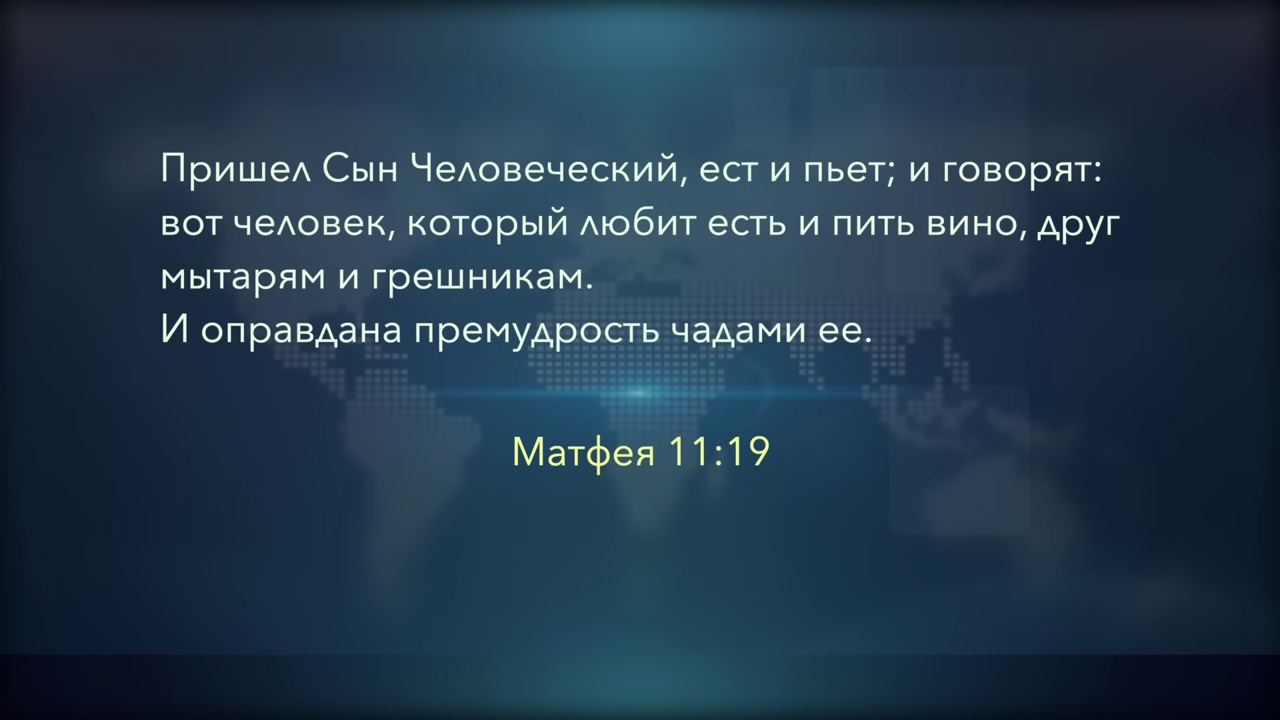 Пришел Сын Человеческий, ест и пьет; и говорят:
вот человек, который любит есть и пить вино, друг
мытарям и грешникам.
И оправдана премудрость чадами ее.
Матфея 11:19